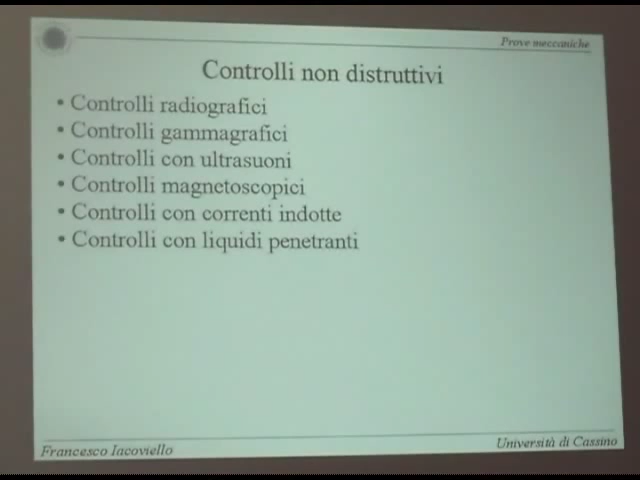 Prove meccaniche
Controlli non distruttivi
• Controlli radiografici
• Controlli gammagrafici
• Controlli con ultrasuoni
• Controlli magnetoscopici
• Controlli con correnti indotte
• Controlli con liquidi penetranti
Francesco Iacoviello
Università di Cassino